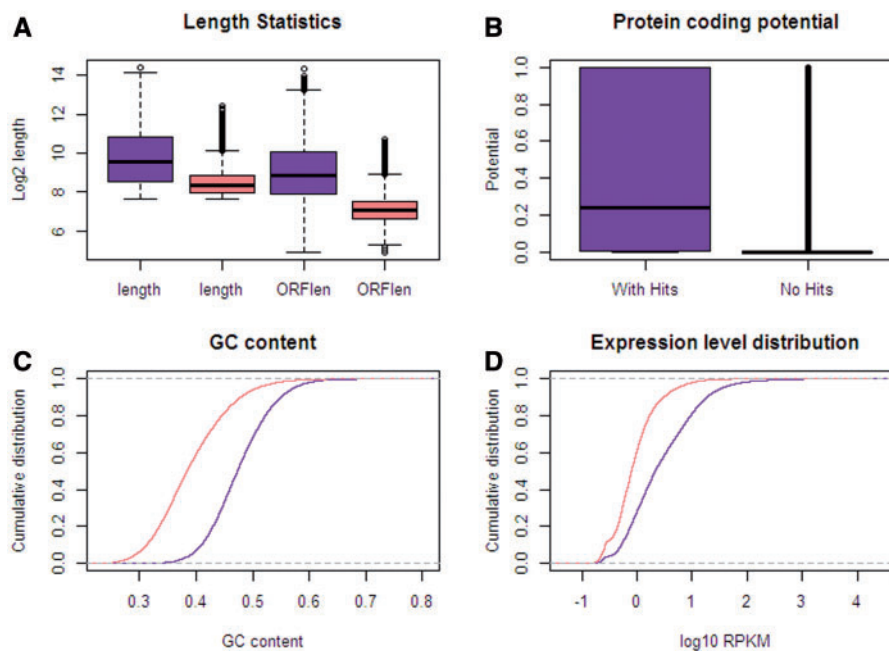 A
Length Statistics
Log2 length
14
12
10
8
6
length
length
ORFlen
ORFlen
B
Protein coding potential
Potential
1.0
0.8
0.6
0.4
0.2
0.0
With Hits
No Hits
C
GC content
Cumulative distribution
1.0
0.8
0.6
0.4
0.2
0.0
0.3 0.4 0.5 0.6 0.7 0.8
GC content
D
Expression level distribution
Cumulative distribution
1.0
0.8
0.6
0.4
0.2
0.0
-1 0 1 2 3 4
log10 RPKM